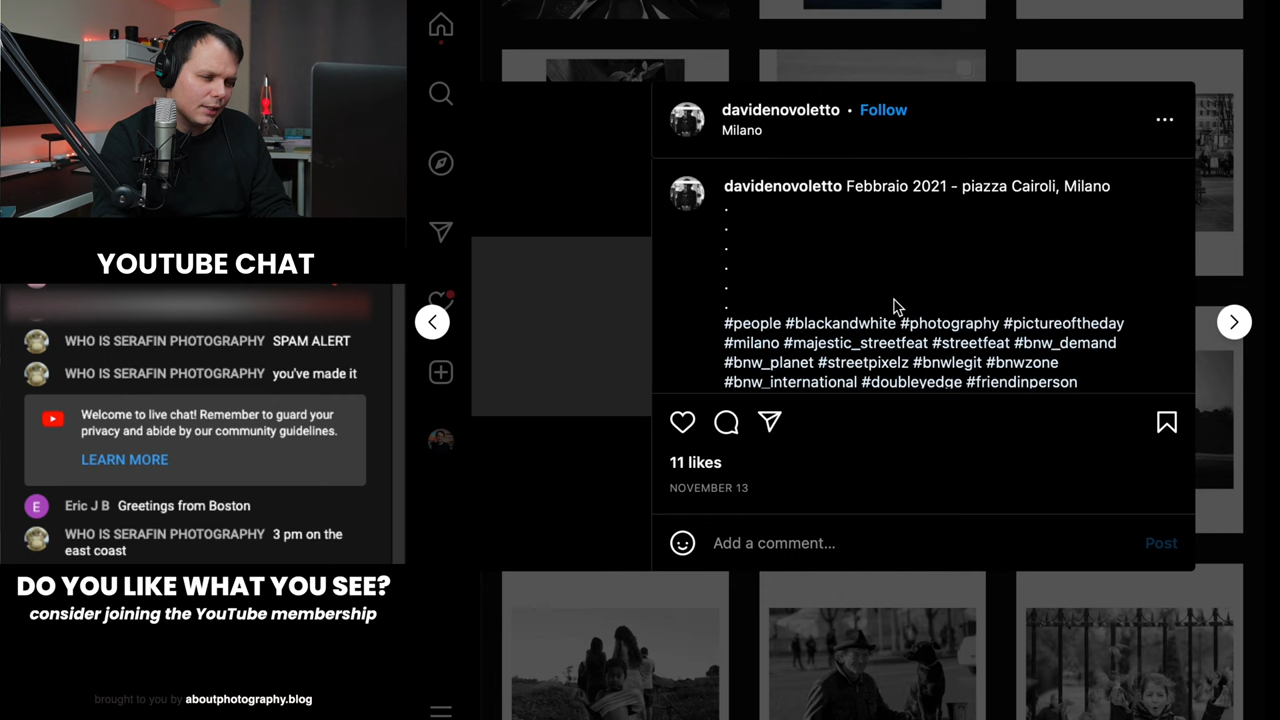 YOUTUBE CHAT
WHO IS SERAFIN PHOTOGRAPHY SPAM ALERT
WHO IS SERAFIN PHOTOGRAPHY you've made it
Welcome to live chat! Remember to guard your
privacy and abide by our community guidelines.
LEARN MORE
E Eric J B Greetings from Boston
WHO IS SERAFIN PHOTOGRAPHY 3 pm on the
east coast
DO YOU LIKE WHAT YOU SEE?
consider joining the YouTube membership
brought to you by aboutphotography.blog
davidenovoletto • Follow
Milano
davidenovoletto Febbraio 2021 - piazza Cairoli, Milano
.
.
.
.
.
.
#people #blackandwhite #photography #pictureoftheday
#milano #majestic_streetfeat #streetfeat #bnw_demand
#bnw_planet #streetpixelz #bnwlegit #bnwzone
#bnw_international #doubleyedge #friendinperson
11 likes
NOVEMBER 13
Add a comment... Post